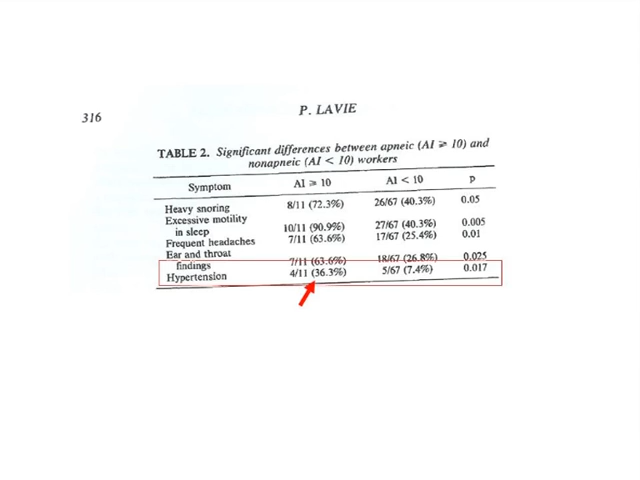 316
P. LAVIE
TABLE 2. Significant differences between apneic (AI ⩾ 10) and
nonapneic (AI < 10) workers
Symptom AI ⩾ 10 AI < 10 p
Heavy snoring 8/11 (72.3%) 26/67 (40.3%) 0.05
Excessive motility
in sleep 10/11 (90.9%) 27/67 (40.3%) 0.005
Frequent headaches 7/11 (63.6%) 17/67 (25.4%) 0.01
Ear and throat
findings 7/11 (63.6%) 18/67 (26.8%) 0.025
Hypertension 4/11 (36.3%) 5/67 (7.4%) 0.017